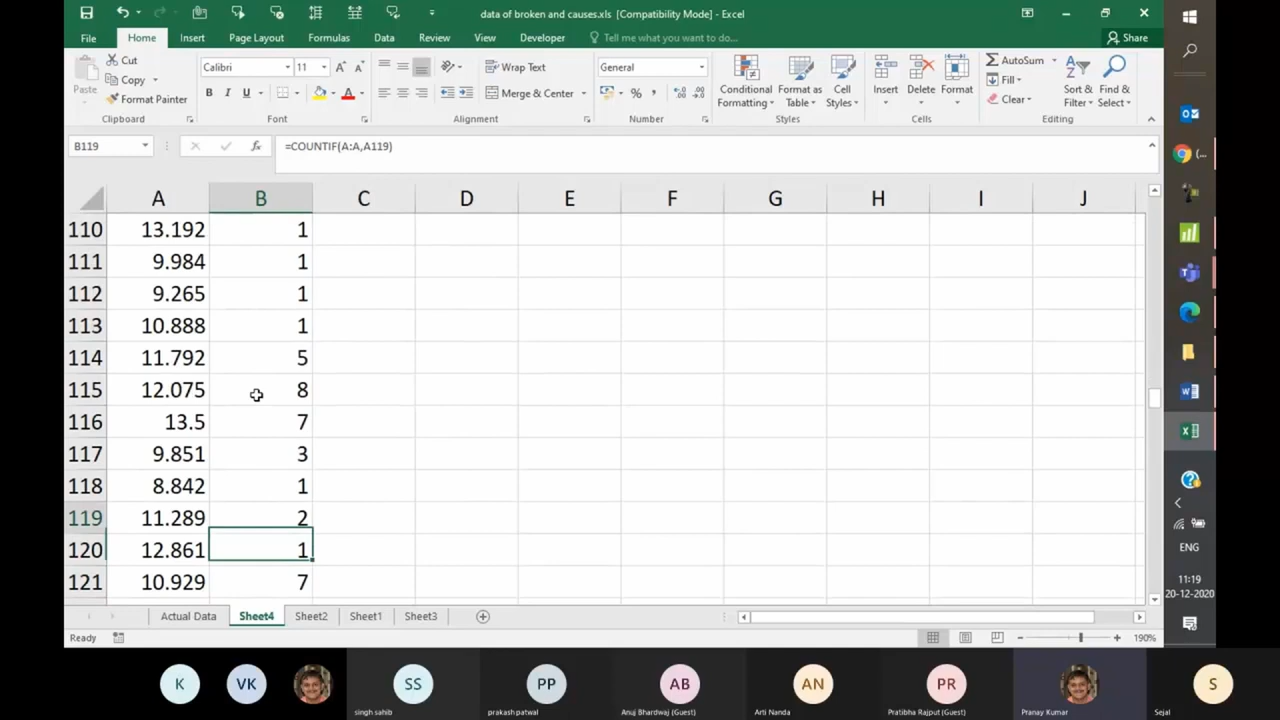 data of broken and causes.xls [Compatibility Mode] - Excel
File Home Insert Page Layout Formulas Data Review View Developer Tell me what you want to do... Share
Paste Cut Copy Format Painter
Calibri 11 A A
B I U A
Wrap Text
Merge & Center
General
%
Conditional Formatting
Format as Table
Cell Styles
Insert Delete Format
AutoSum
Fill
Clear
Sort & Filter
Find & Select
Clipboard Font Alignment Number Styles Cells Editing
B119 fx =COUNTIF(A:A,A119)
A B C D E F G H I J
110 13.192 1
111 9.984 1
112 9.265 1
113 10.888 1
114 11.792 5
115 12.075 8
116 13.5 7
117 9.851 3
118 8.842 1
119 11.289 2
120 12.861 1
121 10.929 7
Actual Data Sheet4 Sheet2 Sheet1 Sheet3
Ready 190%
ENG
11:19
20-12-2020
K VK SS PP AB AN PR S
singh sahib prakash patwal Anuj Bhardwaj (Guest) Arti Nanda Pratibha Rajput (Guest) Pranay Kumar Sejal